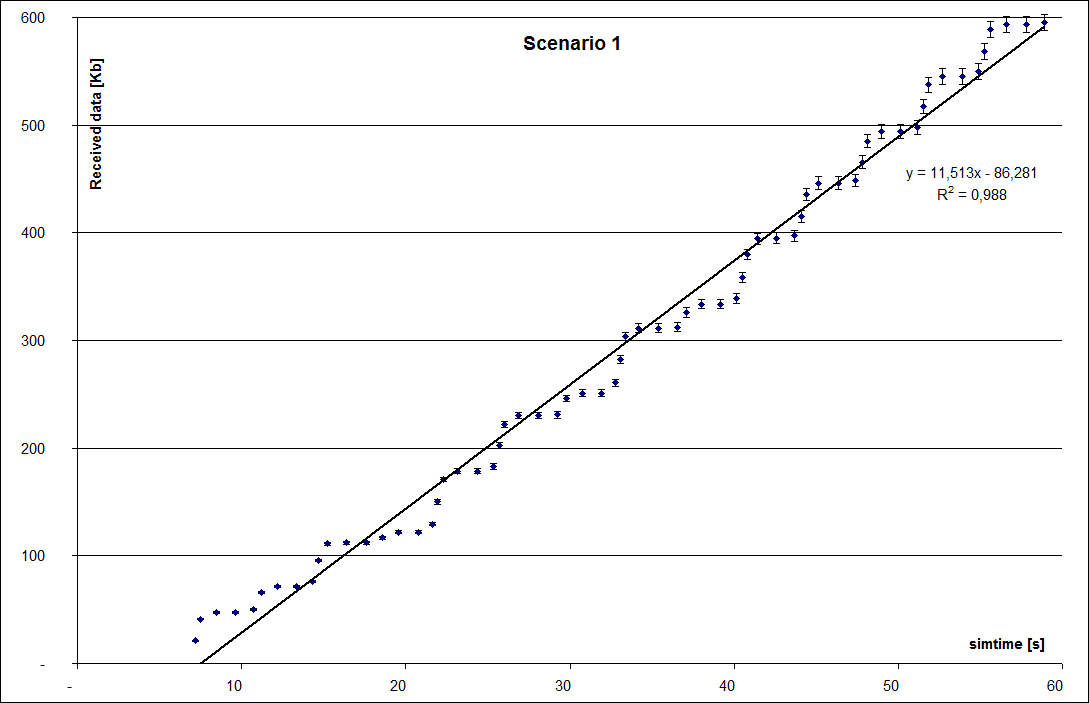 Scenario 1
Received data [Kb]
600
500
400
300
200
100
-
y = 11,513x - 86,281
R² = 0,988
simtime [s]
- 10 20 30 40 50 60